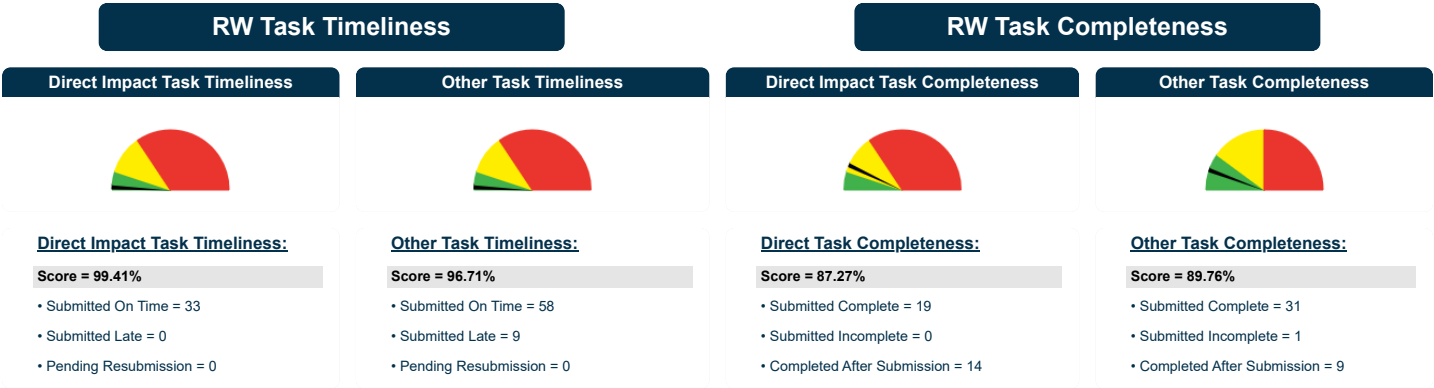 RW Task Timeliness
RW Task Completeness
Direct Impact Task Timeliness
Other Task Timeliness
Direct Impact Task Completeness
Other Task Completeness
Direct Impact Task Timeliness:
Score = 99.41%
• Submitted On Time = 33
• Submitted Late = 0
• Pending Resubmission = 0
Other Task Timeliness:
Score = 96.71%
• Submitted On Time = 58
• Submitted Late = 9
• Pending Resubmission = 0
Direct Task Completeness:
Score = 87.27%
• Submitted Complete = 19
• Submitted Incomplete = 0
• Completed After Submission = 14
Other Task Completeness:
Score = 89.76%
• Submitted Complete = 31
• Submitted Incomplete = 1
• Completed After Submission = 9